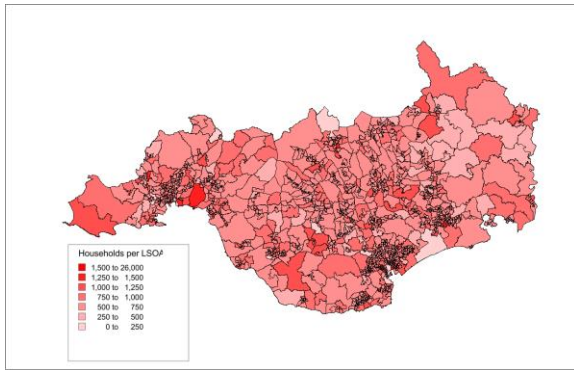 Households per LSOA
1,500 to 26,000
1,250 to 1,500
1,000 to 1,250
750 to 1,000
500 to 750
250 to 500
0 to 250